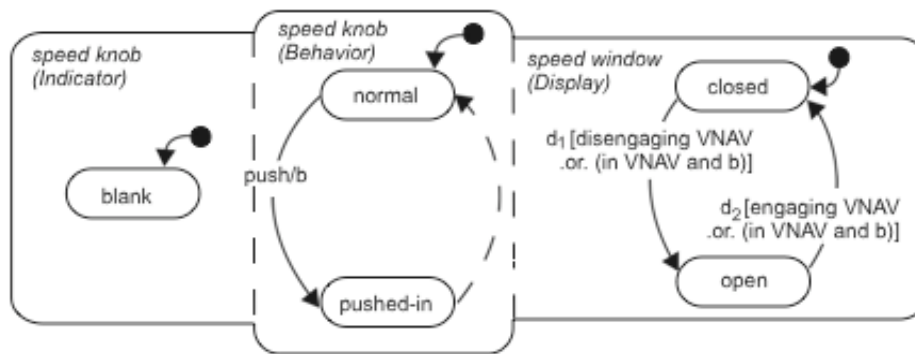 speed knob
(Indicator)
blank
speed knob
(Behavior)
normal
push/b
pushed-in
speed window
(Display)
closed
d1 [disengaging VNAV
.or. (in VNAV and b)]
d2 [engaging VNAV
.or. (in VNAV and b)]
open